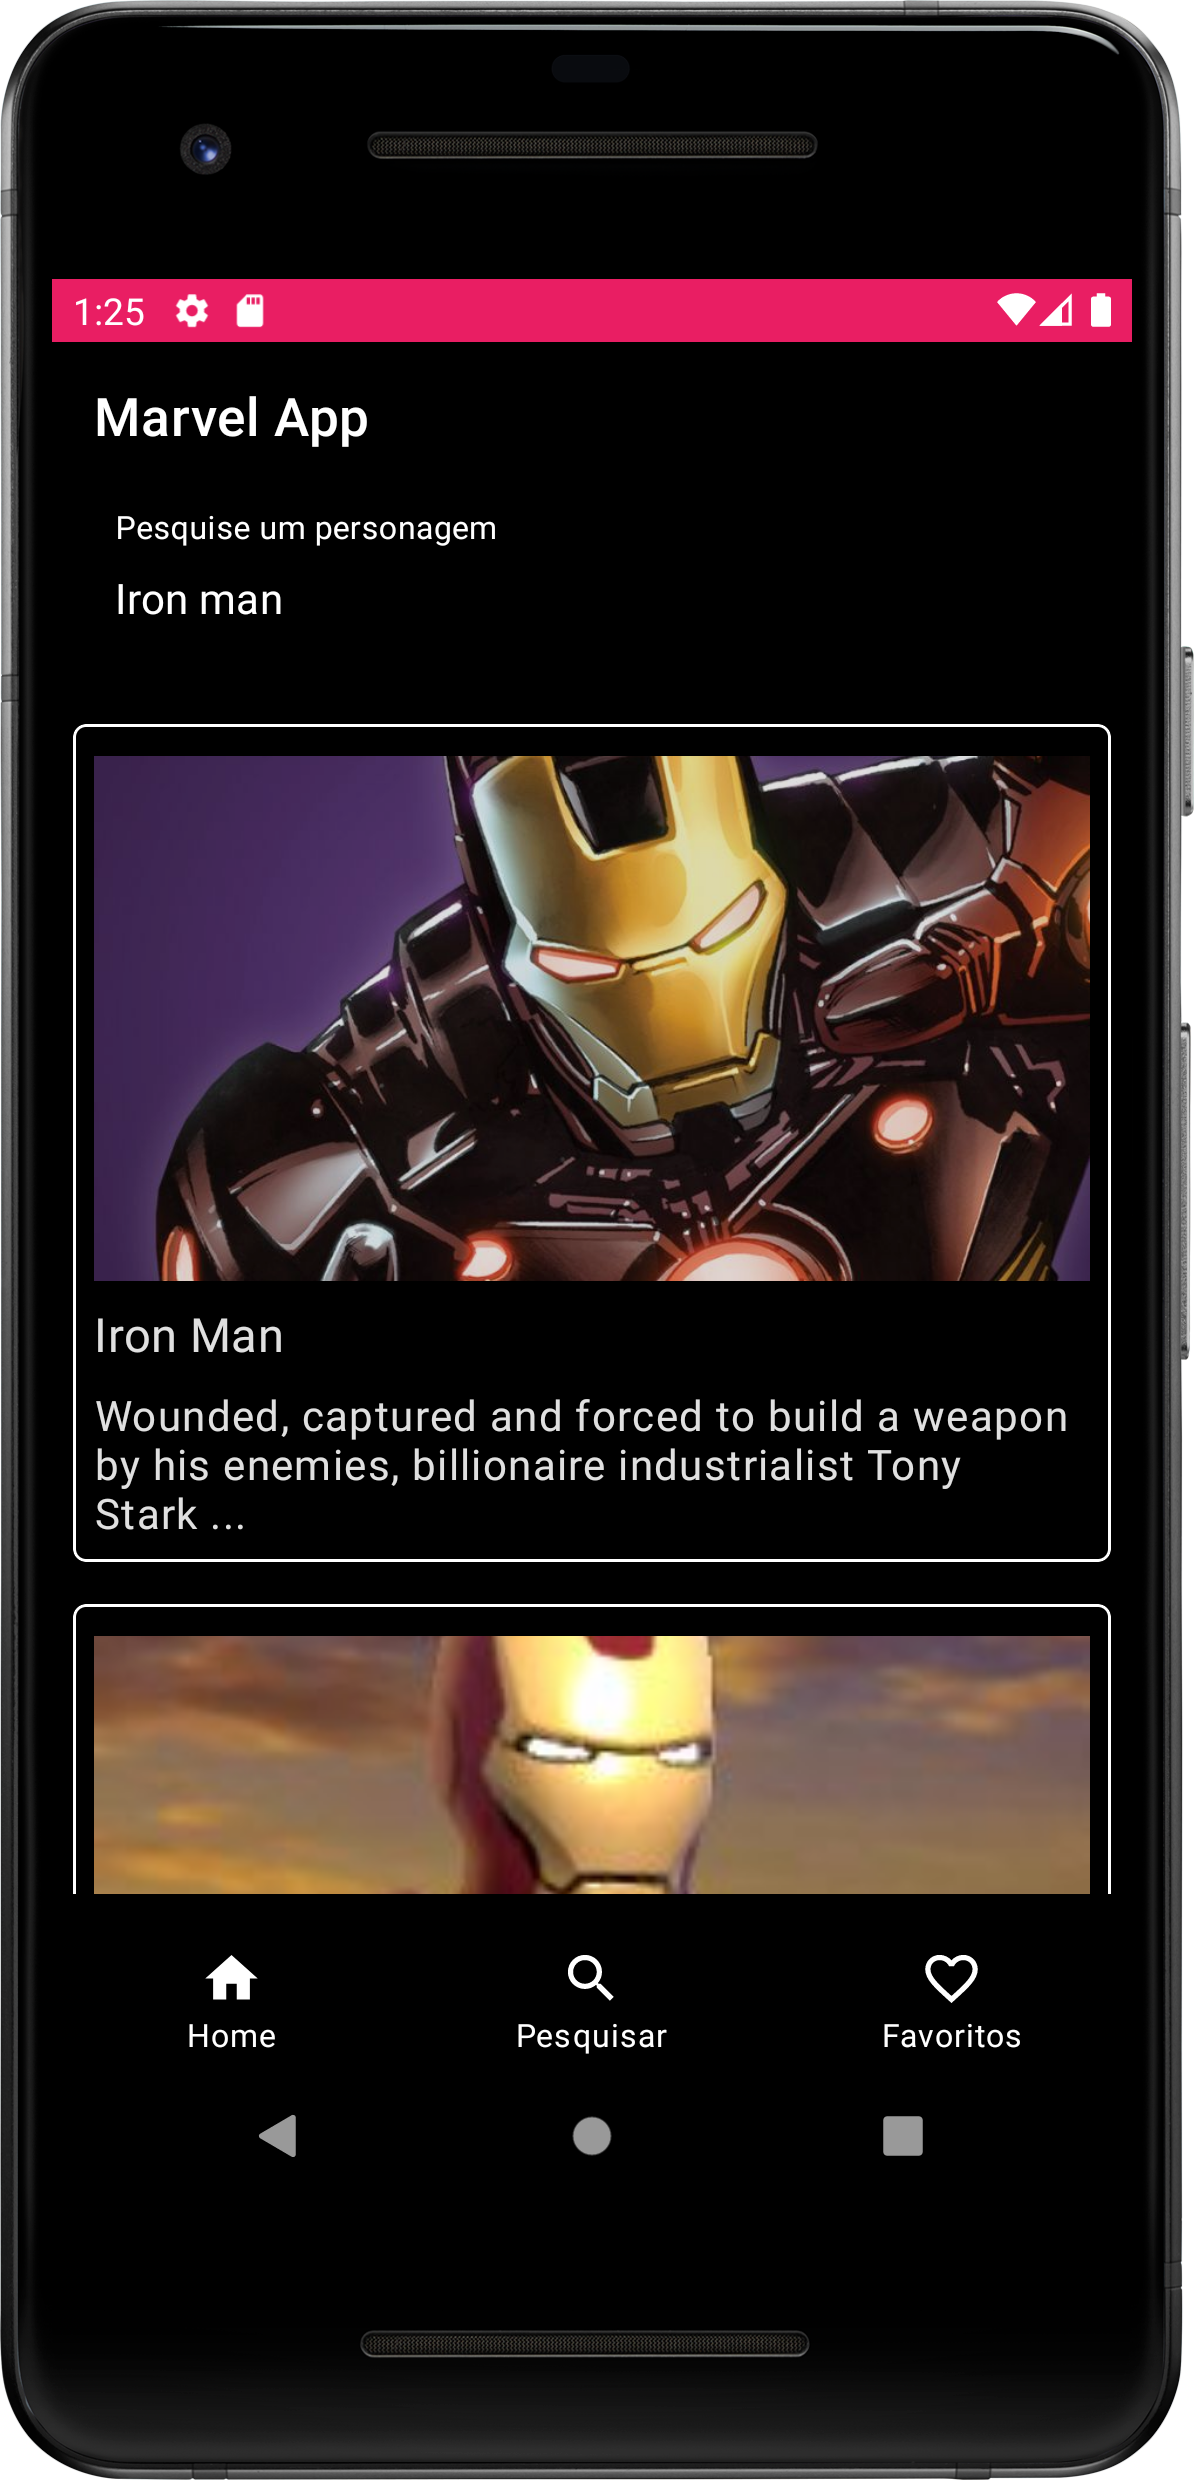 1:25
Marvel App
Pesquise um personagem
Iron man
Iron Man
Wounded, captured and forced to build a weapon
by his enemies, billionaire industrialist Tony
Stark ...
Home
Pesquisar
Favoritos